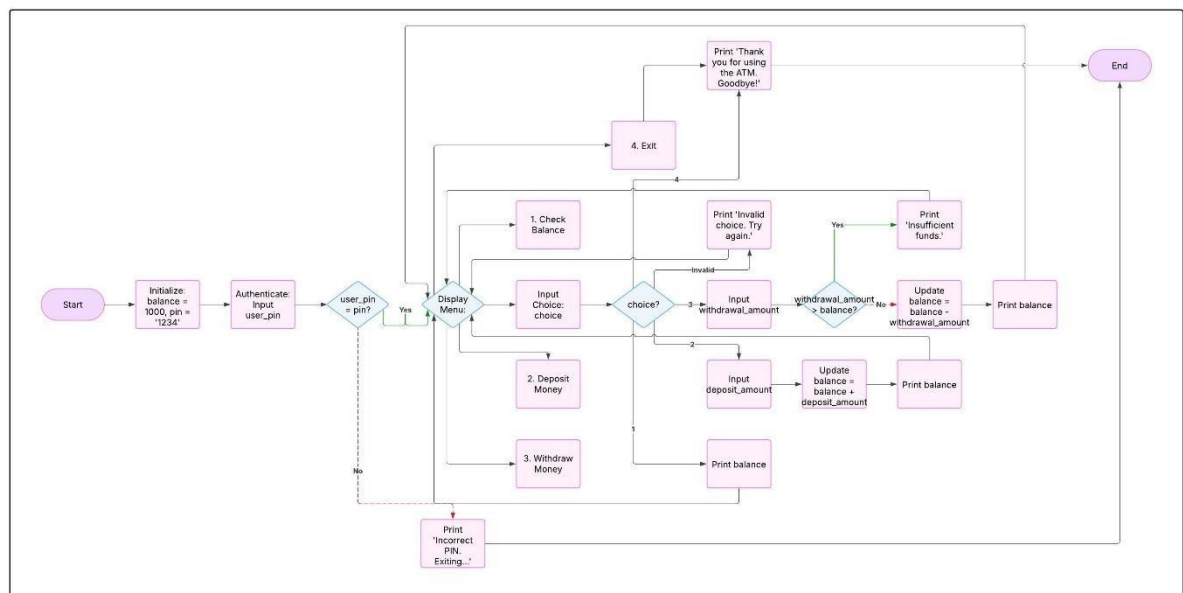 Print 'Thank
you for using
the ATM.
Goodbye!'
End
4. Exit
4
1. Check
Balance
Print 'Invalid
choice. Try
again.'
Yes
Print
'Insufficient
funds.'
Invalid
Start
Initialize:
balance =
1000, pin =
'1234'
Authenticate:
Input
user_pin
user_pin
= pin?
Yes
Display
Menu:
Input
Choice:
choice
choice?
3
Input
withdrawal_amount
withdrawal_amount
> balance?
No
Update
balance =
balance -
withdrawal_amount
Print balance
2
2. Deposit
Money
Input
deposit_amount
Update
balance =
balance +
deposit_amount
Print balance
1
No
3. Withdraw
Money
Print balance
Print
'Incorrect
PIN.
Exiting...'